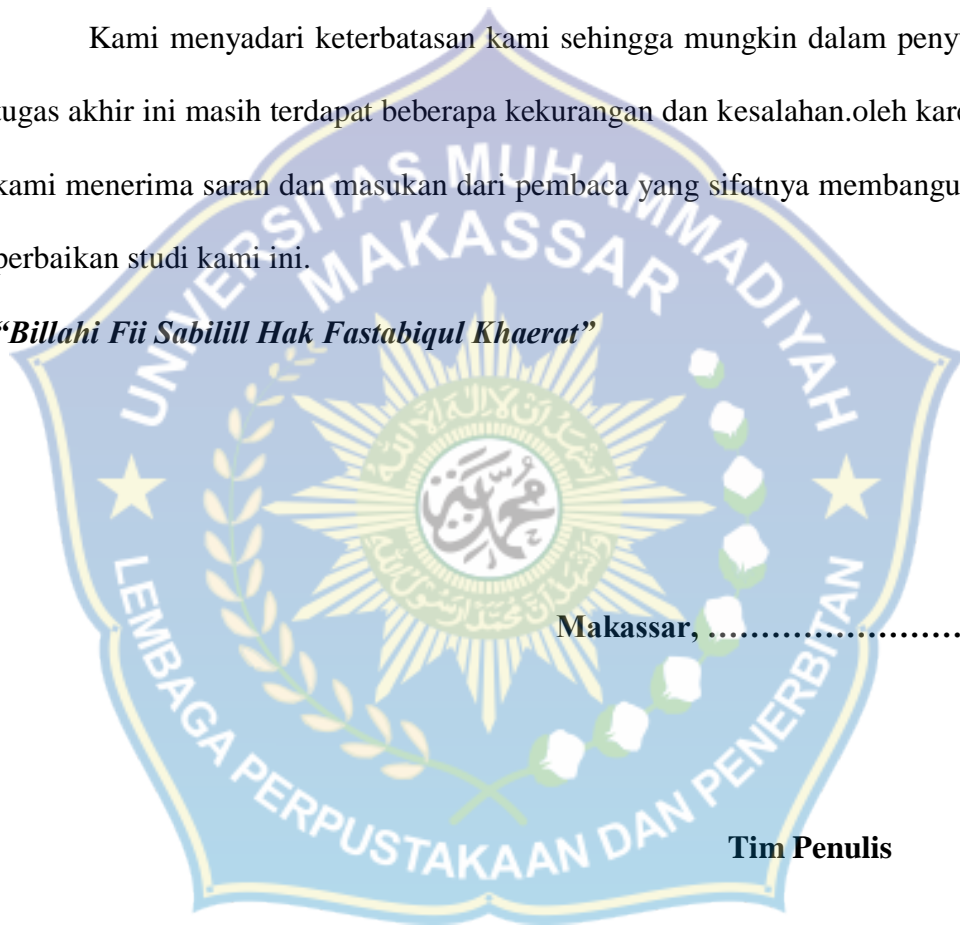 Kami menyadari keterbatasan kami sehingga mungkin dalam peny
tugas akhir ini masih terdapat beberapa kekurangan dan kesalahan.oleh kar
kami menerima saran dan masukan dari pembaca yang sifatnya membangu
perbaikan studi kami ini.
“Billahi Fii Sabilill Hak Fastabiqul Khaerat”
UNIVERSITAS MUHAMMADIYAH
MAKASSAR
محمد
Makassar, ……………………
LEMBAGA PERPUSTAKAAN DAN PENERBITAN
Tim Penulis